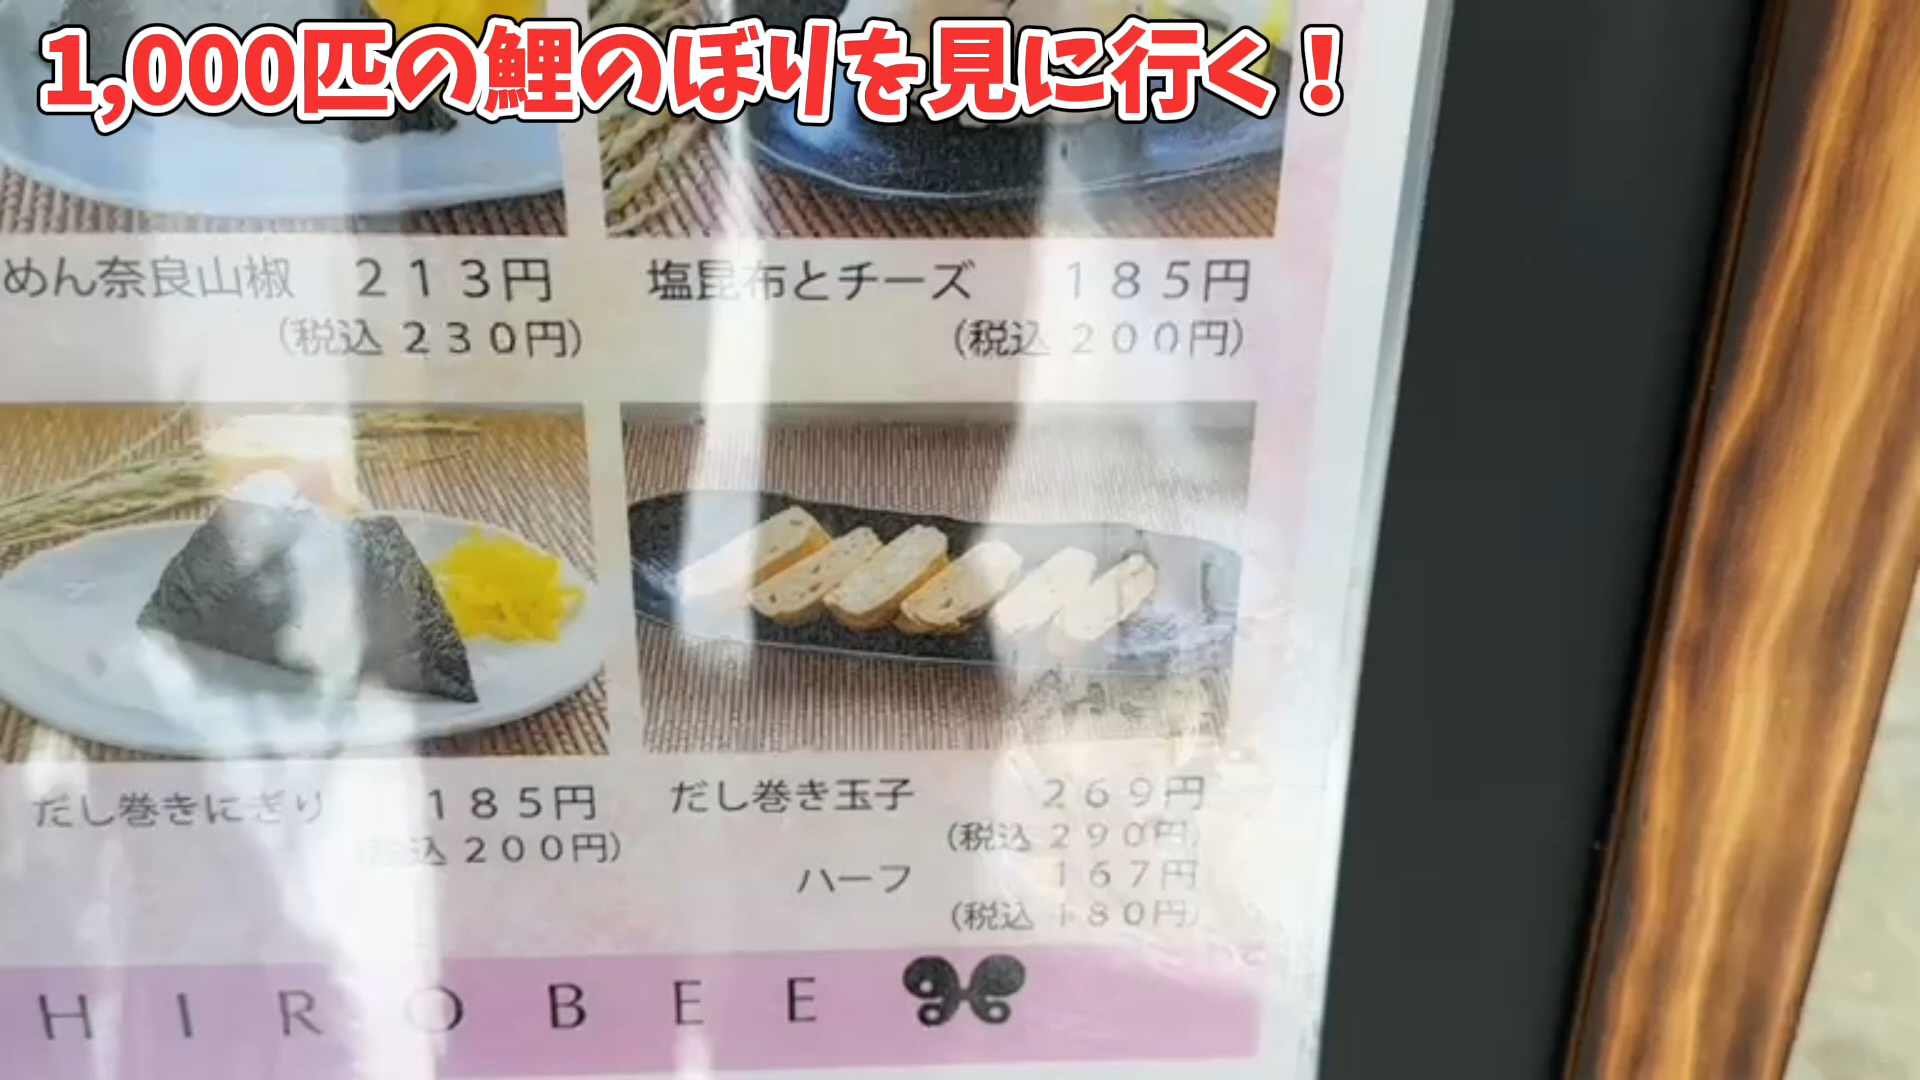 1,000匹の鯉のぼりを見に行く！
めん奈良山椒 213円
(税込 230円)
塩昆布とチーズ 185円
(税込 200円)
だし巻きにぎり 185円
(税込 200円)
だし巻き玉子 269円
(税込 290円)
ハーフ 167円
(税込 180円)
HIROBEE